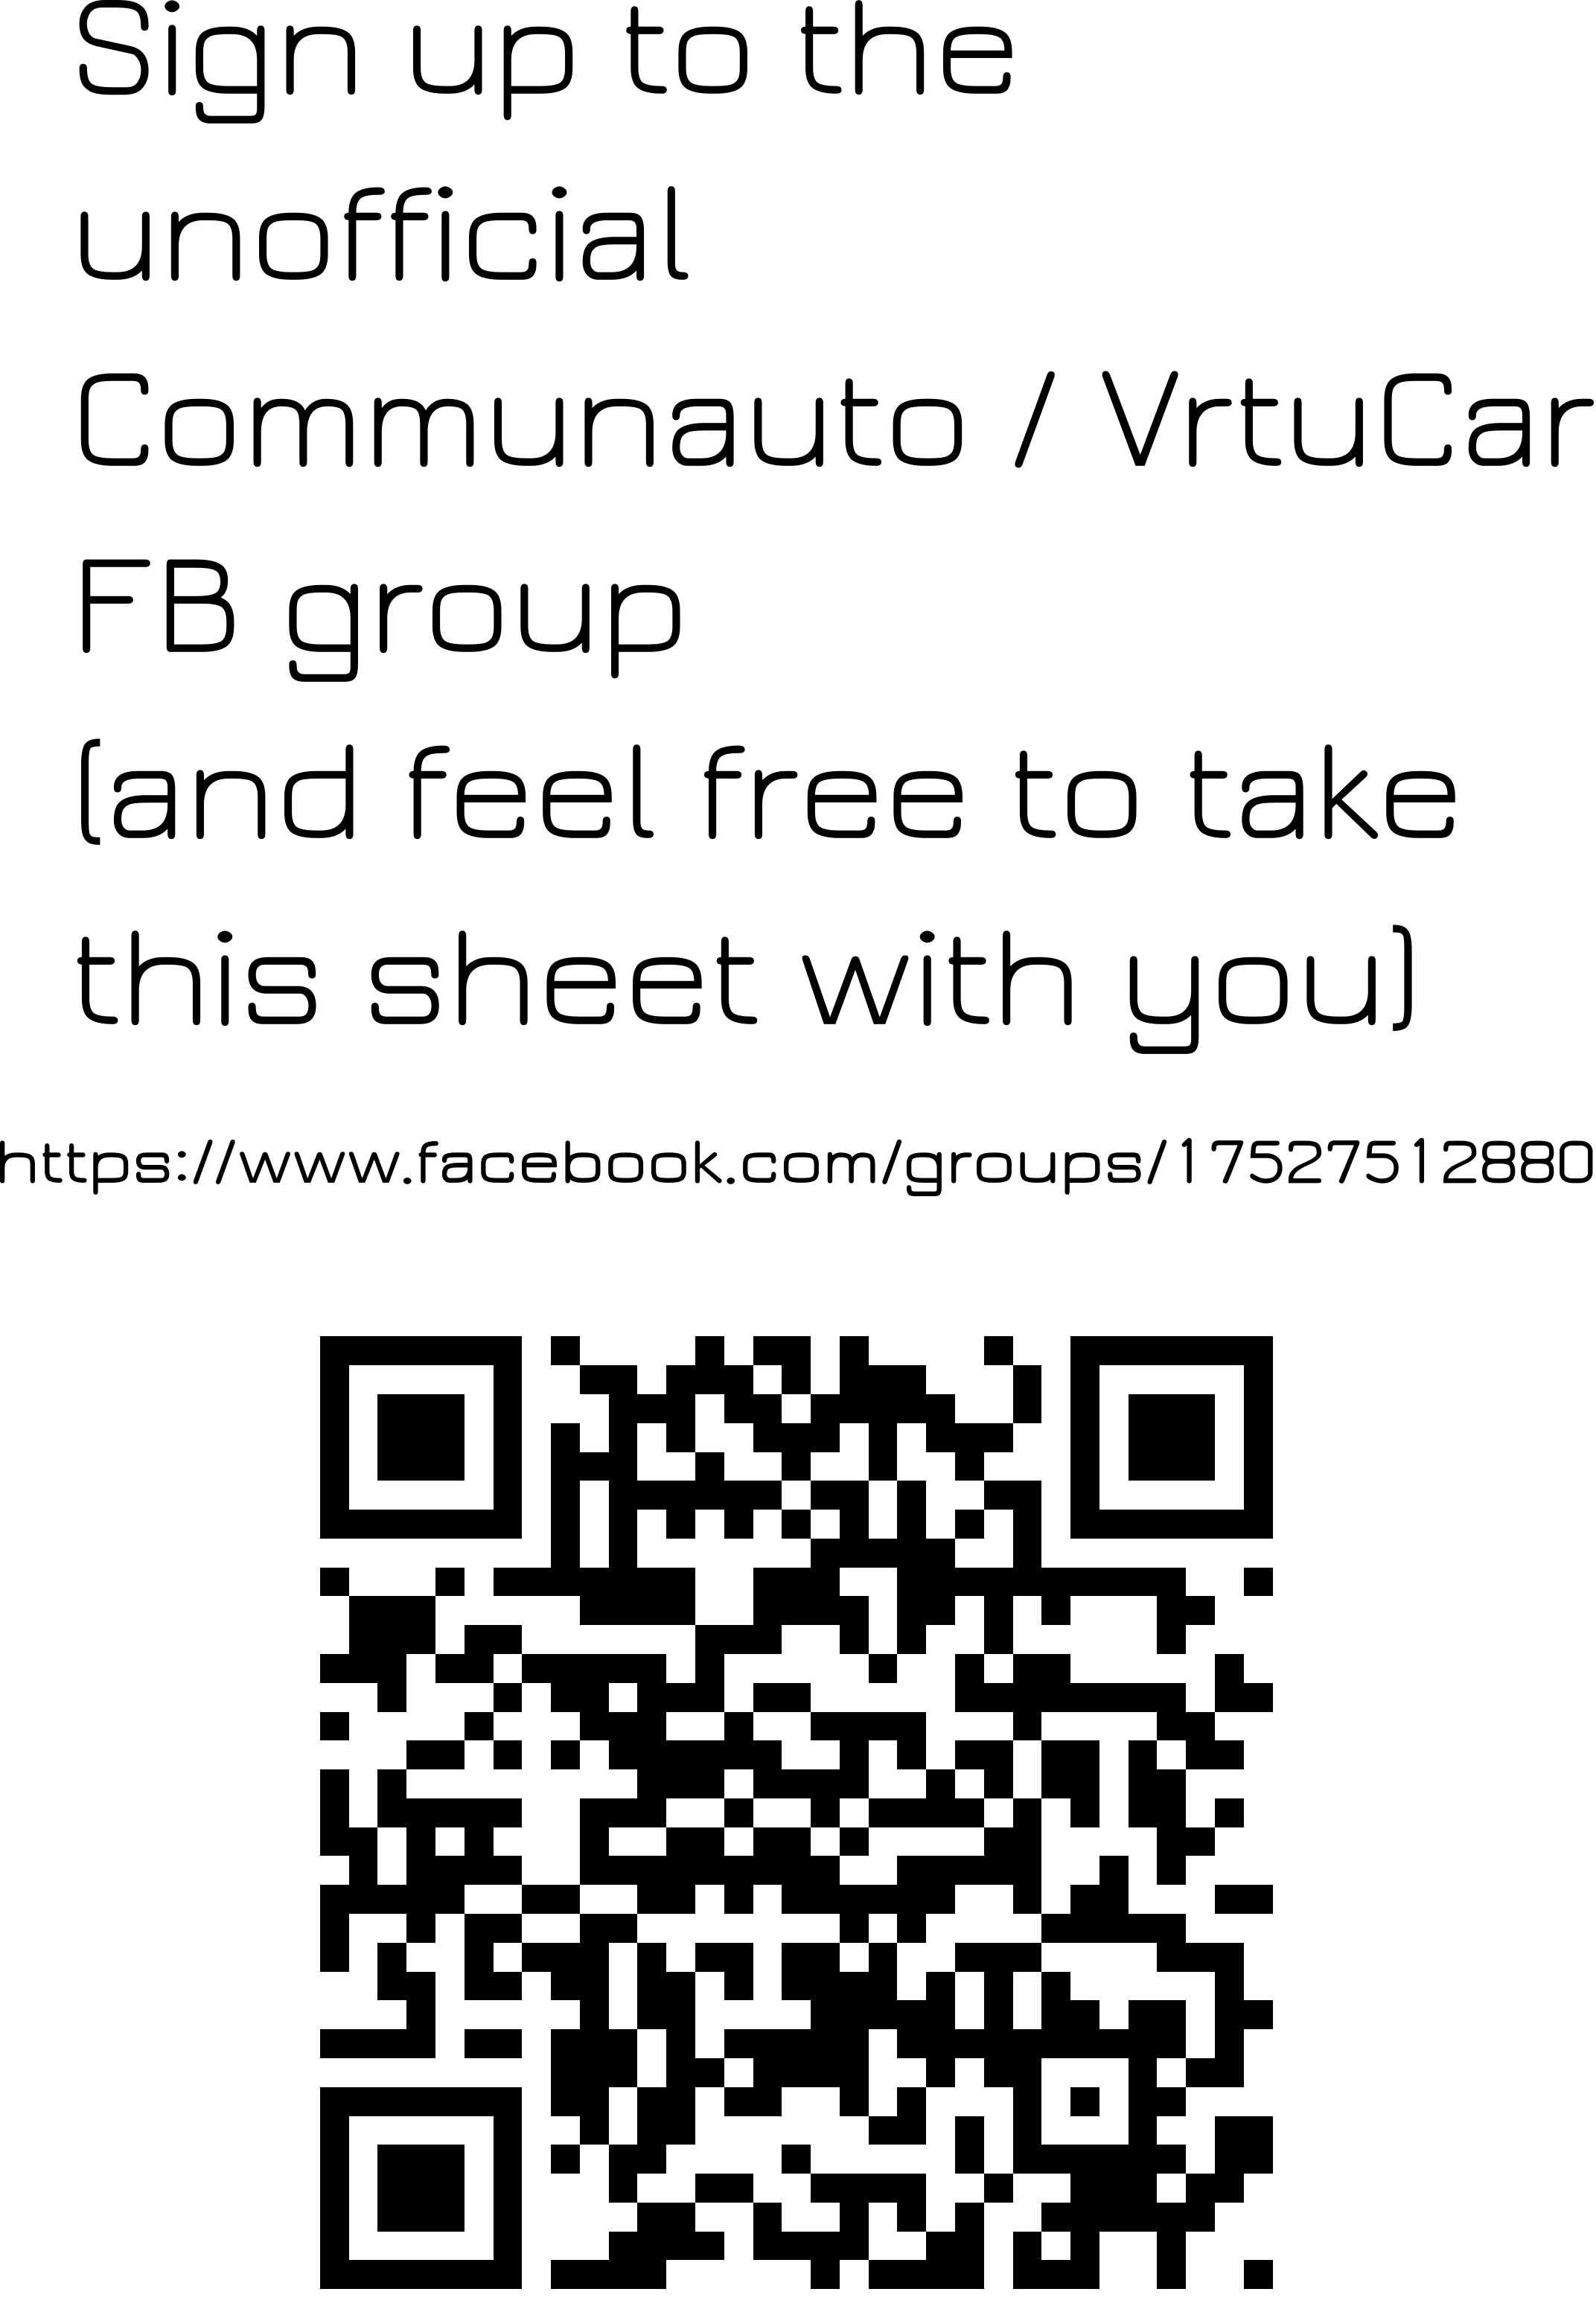 Sign up to the
unofficial
Communauto / VrtuCar
FB group
(and feel free to take
this sheet with you)
https://www.facebook.com/groups/17527512880